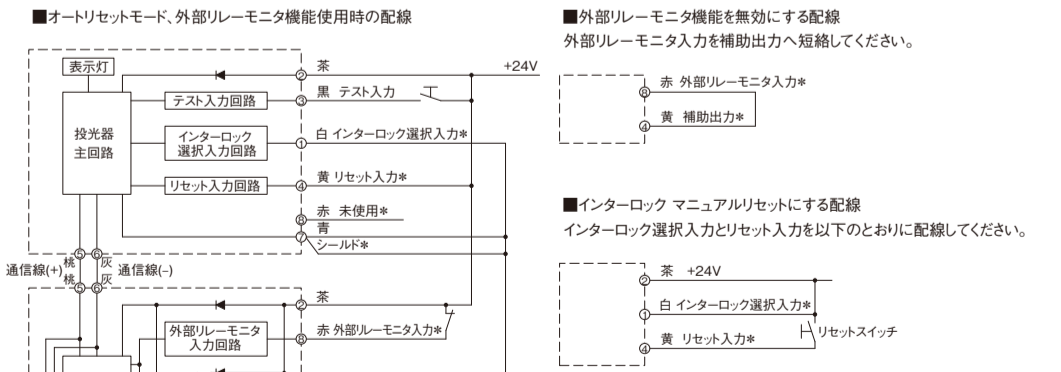 ■オートリセットモード、外部リレーモニタ機能使用時の配線
表示灯
投光器
主回路
テスト入力回路
インターロック
選択入力回路
リセット入力回路
② 茶
+24V
③ 黒 テスト入力
① 白 インターロック選択入力*
④ 黄 リセット入力*
⑧ 赤 未使用*
⑦ 青
シールド*
⑤ ⑥
通信線(+) 桃 灰 通信線(-)
桃 灰
⑤ ⑥
② 茶
外部リレーモニタ
入力回路
⑧ 赤 外部リレーモニタ入力*
■外部リレーモニタ機能を無効にする配線
外部リレーモニタ入力を補助出力へ短絡してください。
⑧ 赤 外部リレーモニタ入力*
④ 黄 補助出力*
■インターロック マニュアルリセットにする配線
インターロック選択入力とリセット入力を以下のとおりに配線してください。
② 茶 +24V
① 白 インターロック選択入力*
リセットスイッチ
④ 黄 リセット入力*